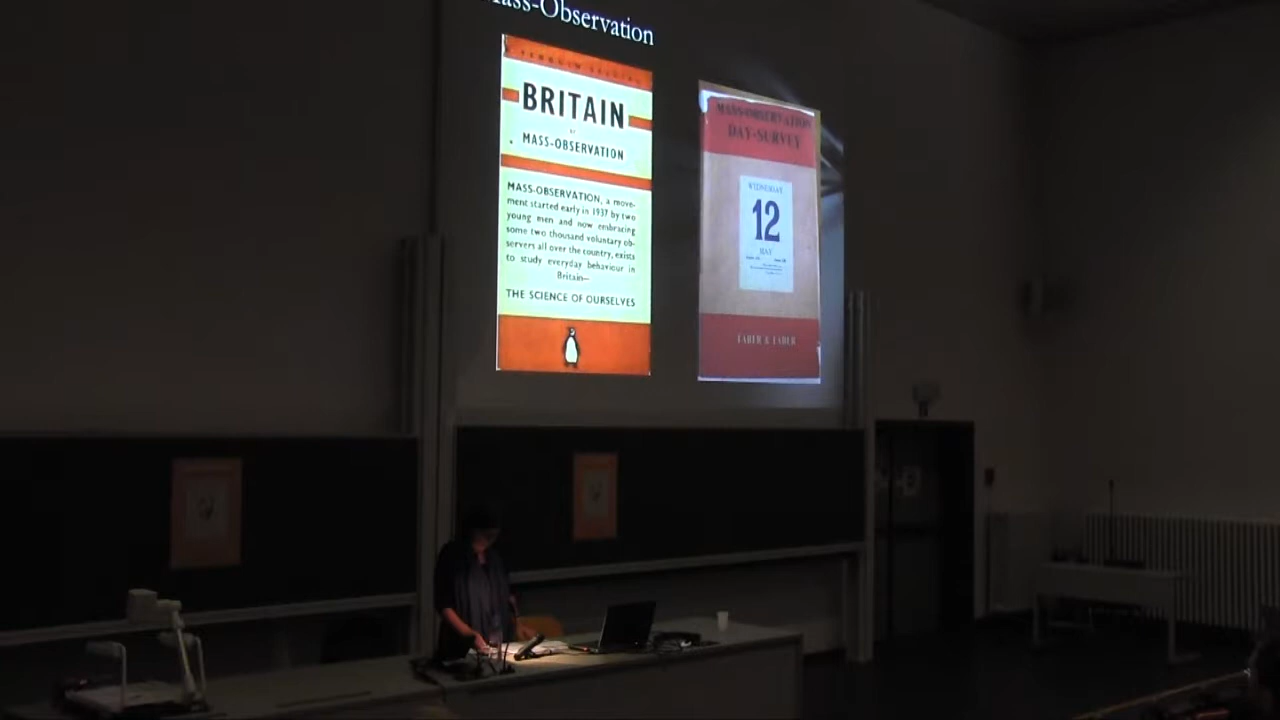 Mass-Observation
PENGUIN SPECIAL
BRITAIN
BY
MASS-OBSERVATION
MASS-OBSERVATION, a move-
ment started early in 1937 by two
young men and now embracing
some two thousand voluntary ob-
servers all over the country, exists
to study everyday behaviour in
Britain—
THE SCIENCE OF OURSELVES
MASS-OBSERVATION
DAY-SURVEY
WEDNESDAY
12
MAY
FABER & FABER